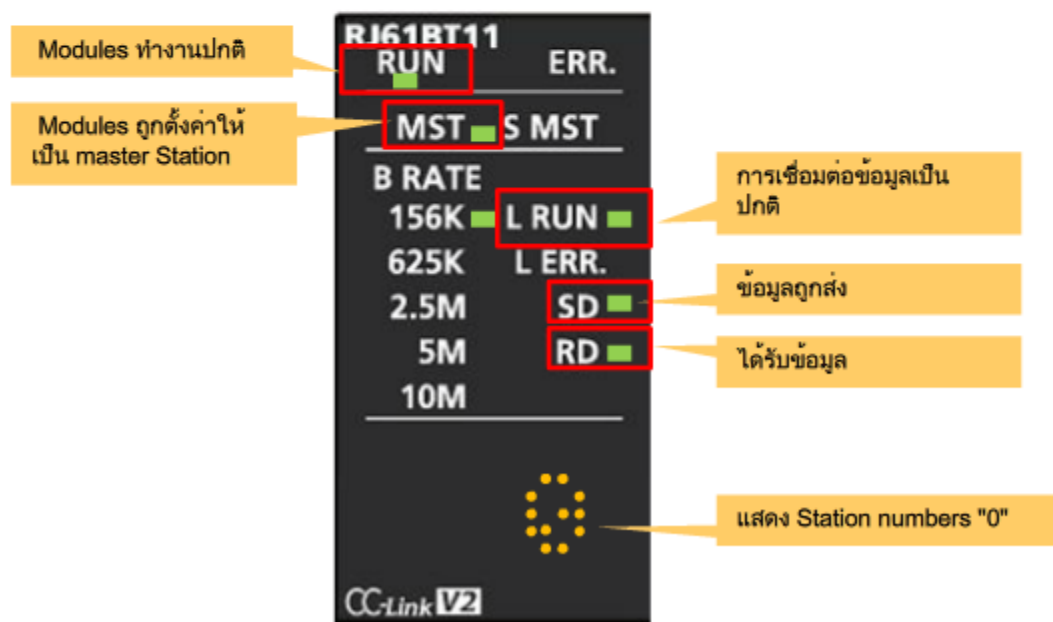 RJ61BT11
Modules ทำงานปกติ
RUN ERR.
Modules ถูกตั้งค่าให้
เป็น master Station
MST S MST
B RATE
156K L RUN
การเชื่อมต่อข้อมูลเป็น
ปกติ
625K L ERR.
2.5M SD
ข้อมูลถูกส่ง
5M RD
ได้รับข้อมูล
10M
0
แสดง Station numbers "0"
CC-Link V2